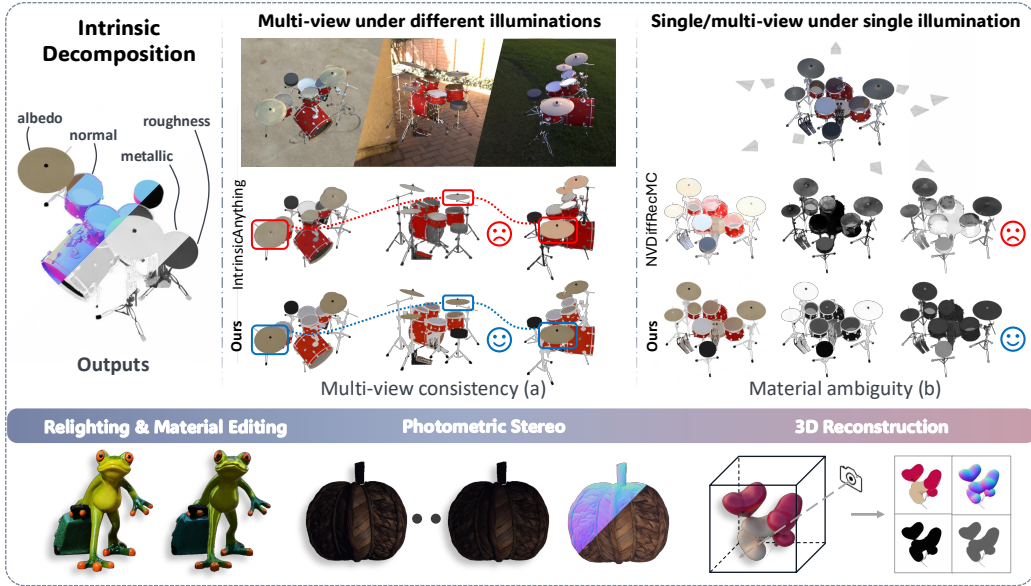 Intrinsic
Decomposition
albedo
normal
roughness
metallic
Outputs
Multi-view under different illuminations
IntrinsicAnything
Ours
Multi-view consistency (a)
Single/multi-view under single illumination
NVDiffRecMC
Ours
Material ambiguity (b)
Relighting & Material Editing
Photometric Stereo
3D Reconstruction